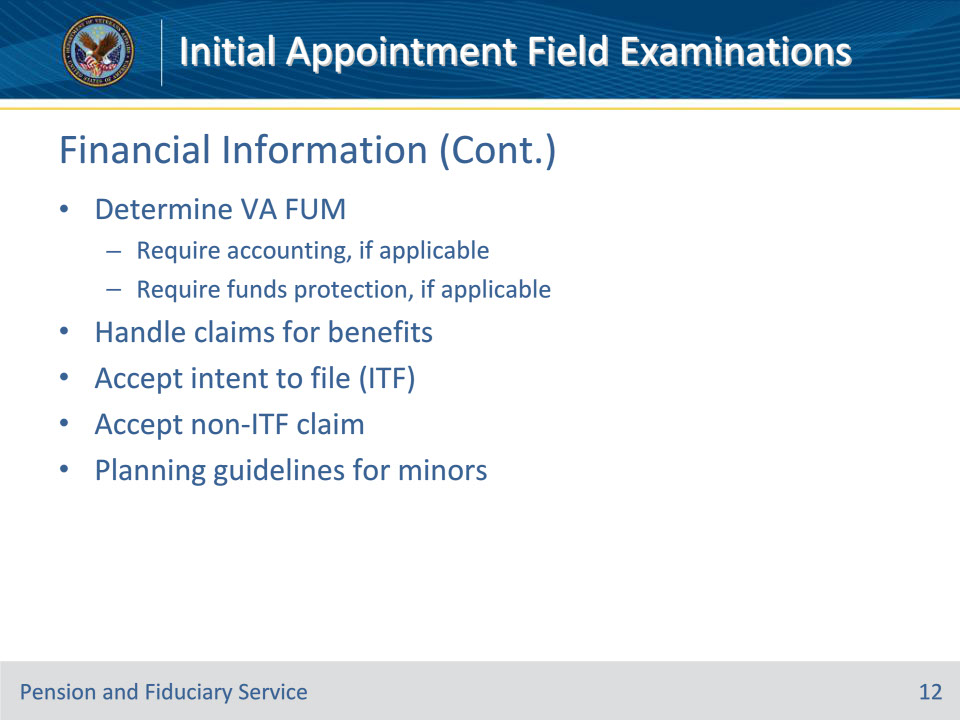 Initial Appointment Field Examinations
Financial Information (Cont.)
• Determine VA FUM
– Require accounting, if applicable
– Require funds protection, if applicable
• Handle claims for benefits
• Accept intent to file (ITF)
• Accept non-ITF claim
• Planning guidelines for minors
Pension and Fiduciary Service
12